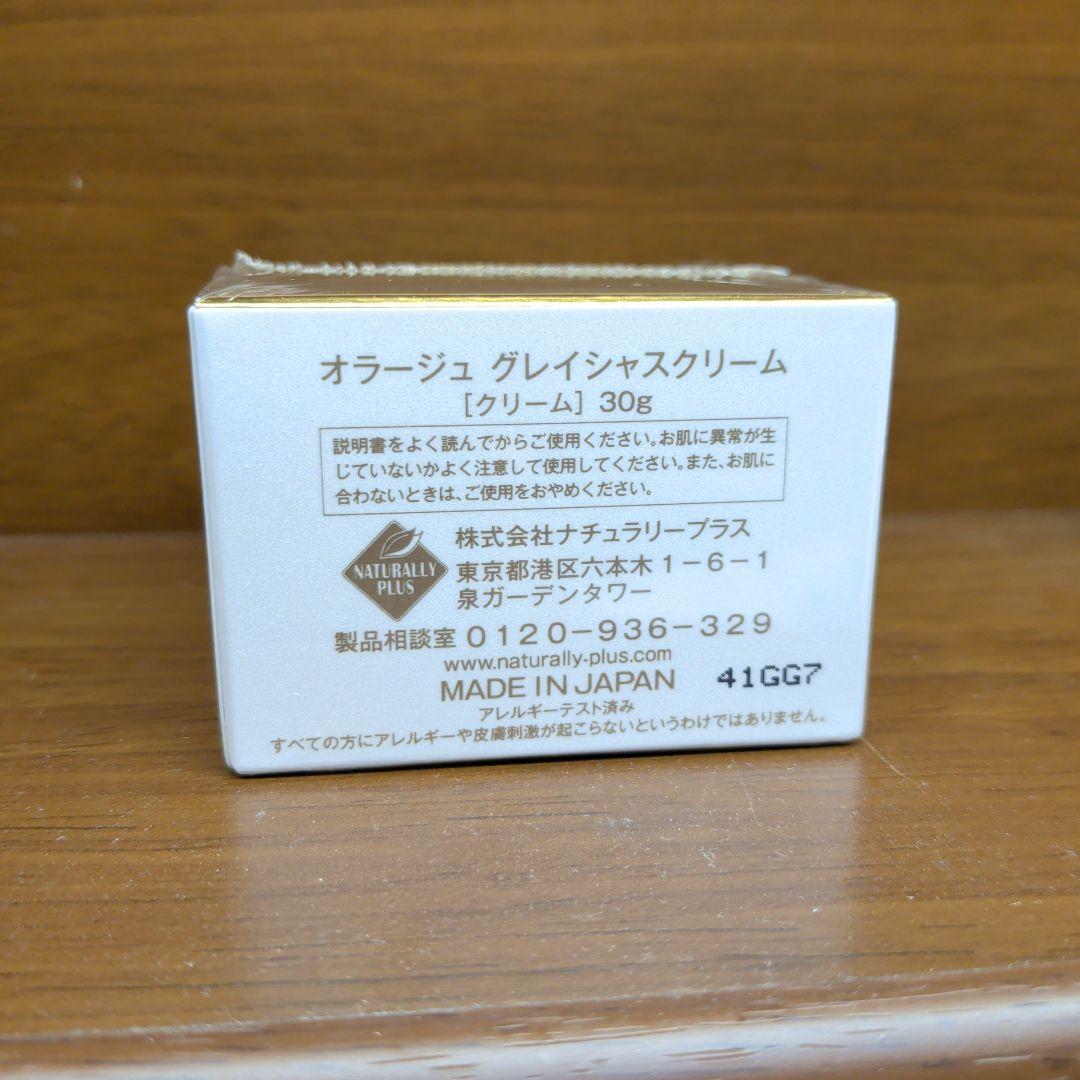 オラージュ グレイシャスクリーム
[クリーム] 30g
説明書をよく読んでからご使用ください。お肌に異常が生
じていないかよく注意して使用してください。また、お肌に
合わないときは、ご使用をおやめください。
NATURALLY
PLUS
株式会社ナチュラリープラス
東京都港区六本木1-6-1
泉ガーデンタワー
製品相談室 0120-936-329
www.naturally-plus.com
MADE IN JAPAN 41GG7
アレルギーテスト済み
すべての方にアレルギーや皮膚刺激が起こらないというわけではありません。